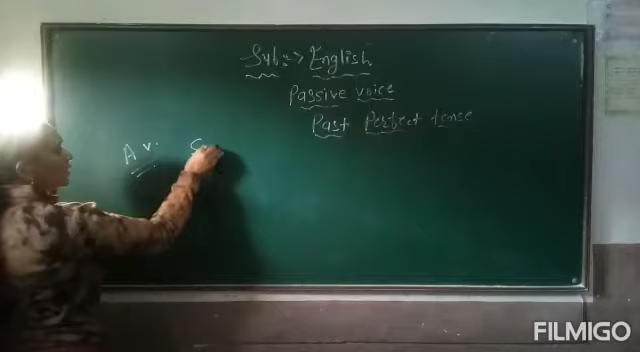 Sub:-> English
Passive voice
Past Perfect tense
A v. S
FILMIGO